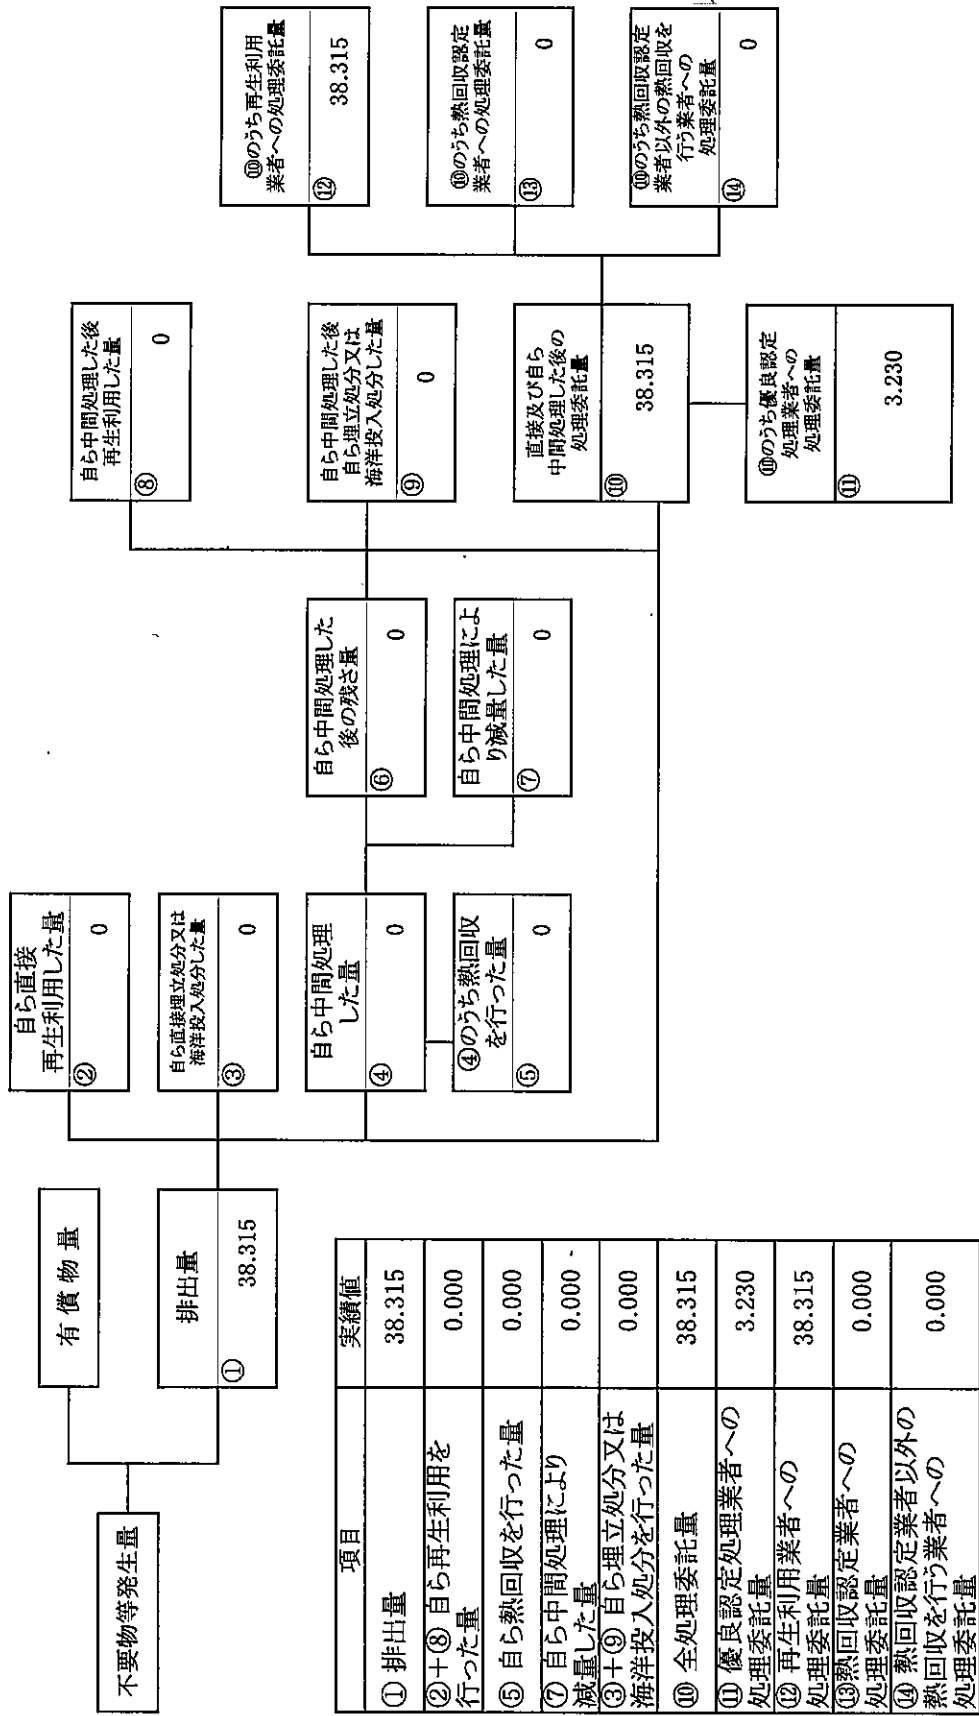 不要物等発生量
有償物量
排出量
①
38.315
自ら直接
再生利用した量
②
0
自ら直接埋立処分又は
海洋投入処分した量
③
0
自ら中間処理
した量
④
0
④のうち熱回収
を行った量
⑤
0
自ら中間処理した
後の残さ量
⑥
0
自ら中間処理によ
り減量した量
⑦
0
自ら中間処理した後
再生利用した量
⑧
0
自ら中間処理した後
自ら埋立処分又は
海洋投入処分した量
⑨
0
直接及び自ら
中間処理した後の
処理委託量
⑩
38.315
⑩のうち優良認定
処理業者への
処理委託量
⑪
3.230
⑩のうち再生利用
業者への処理委託量
⑫
38.315
⑩のうち熱回収認定
業者への処理委託量
⑬
0
⑩のうち熱回収認定
業者以外の熱回収を
行う業者への
処理委託量
⑭
0
項目 実績値
① 排出量 38.315
②+⑧ 自ら再生利用を
行った量 0.000
⑤ 自ら熱回収を行った量 0.000
⑦ 自ら中間処理により
減量した量 0.000
③+⑨ 自ら埋立処分又は
海洋投入処分を行った量 0.000
⑩ 全処理委託量 38.315
⑪ 優良認定処理業者への
処理委託量 3.230
⑫ 再生利用業者への
処理委託量 38.315
⑬熱回収認定業者への
処理委託量 0.000
⑭ 熱回収認定業者以外の
熱回収を行う業者への
処理委託量 0.000